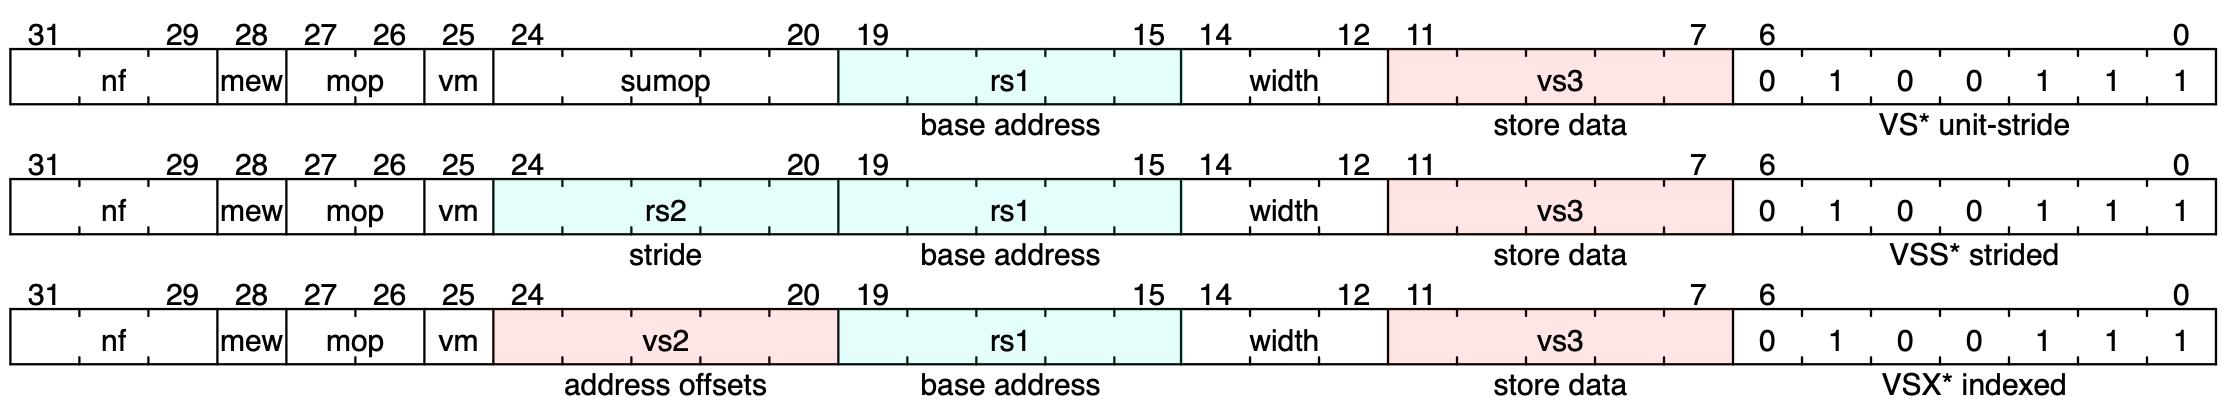 31 29 28 27 26 25 24 20 19 15 14 12 11 7 6 0
nf mew mop vm sumop rs1 width vs3 0 1 0 0 1 1 1
base address store data VS* unit-stride
31 29 28 27 26 25 24 20 19 15 14 12 11 7 6 0
nf mew mop vm rs2 rs1 width vs3 0 1 0 0 1 1 1
stride base address store data VSS* strided
31 29 28 27 26 25 24 20 19 15 14 12 11 7 6 0
nf mew mop vm vs2 rs1 width vs3 0 1 0 0 1 1 1
address offsets base address store data VSX* indexed